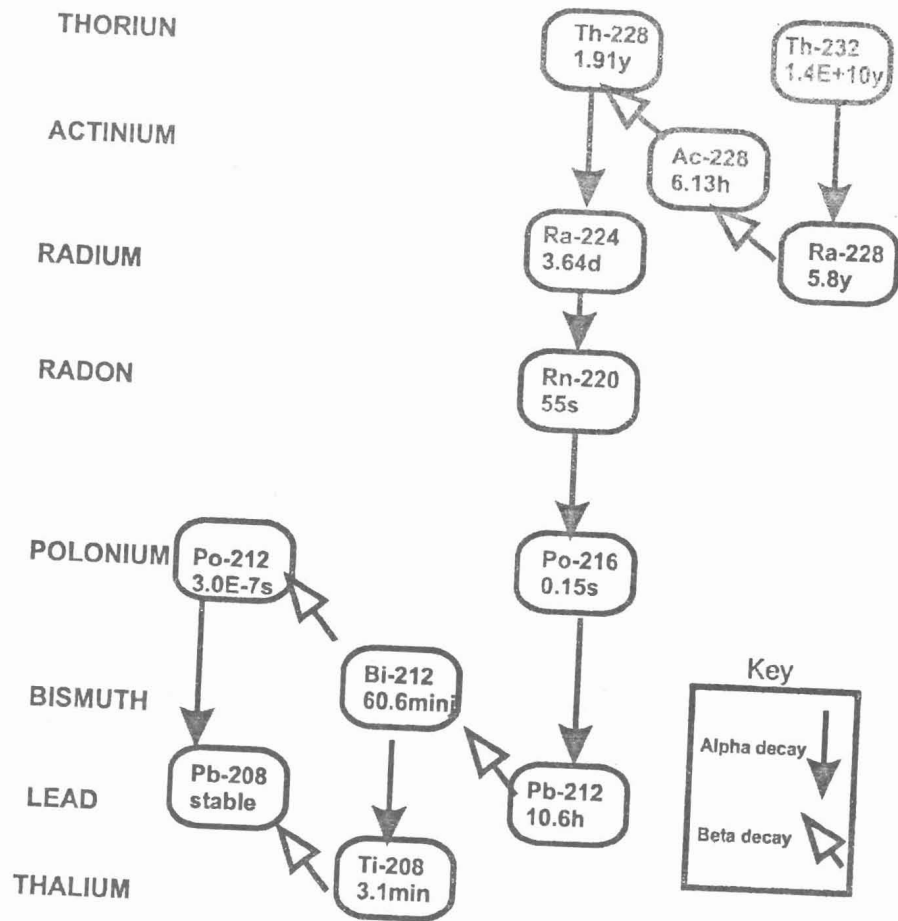 THORIUN
Th-228
1.91y
Th-232
1.4E+10y
ACTINIUM
Ac-228
6.13h
RADIUM
Ra-224
3.64d
Ra-228
5.8y
RADON
Rn-220
55s
POLONIUM
Po-212
3.0E-7s
Po-216
0.15s
BISMUTH
Bi-212
60.6minj
Key
Alpha decay
Beta decay
LEAD
Pb-208
stable
Pb-212
10.6h
THALIUM
Ti-208
3.1min